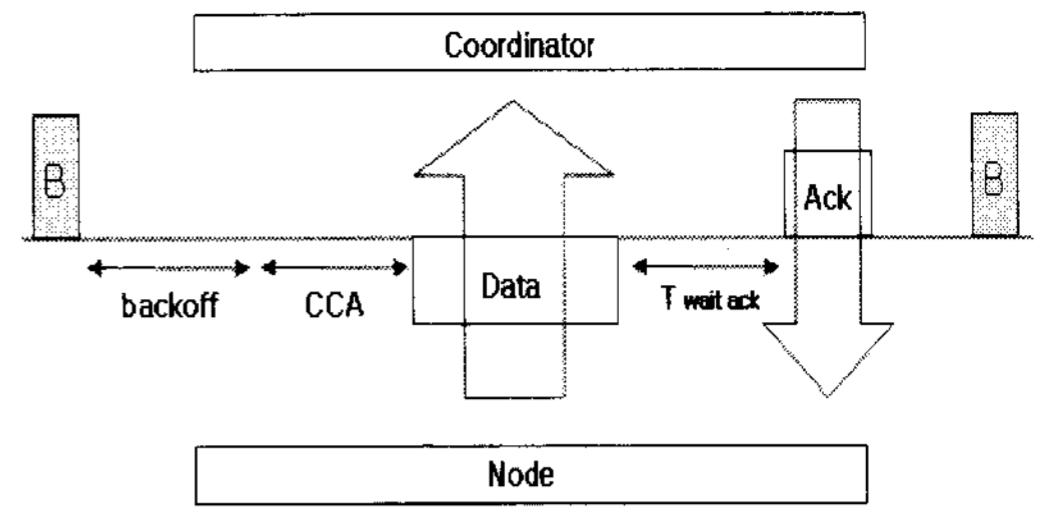 Coordinator
B
B
Ack
Data
backoff
CCA
T wait ack
Node